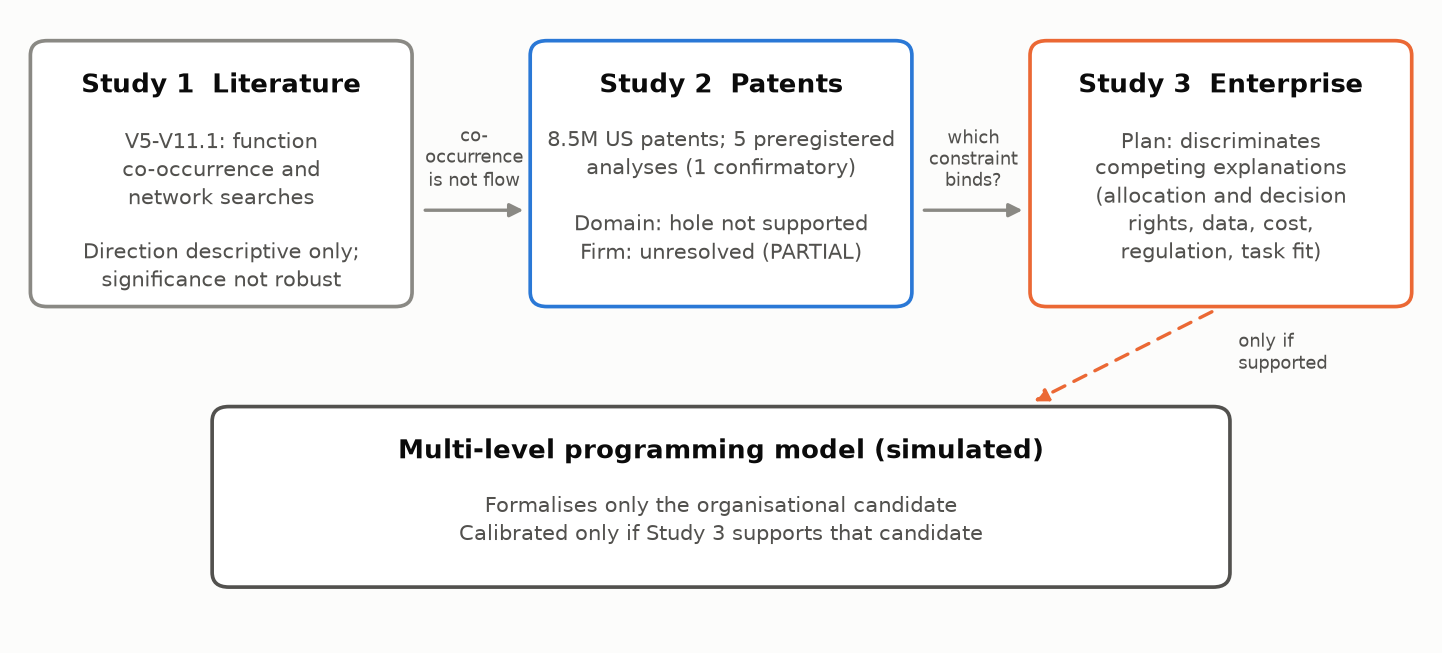 Study 1  Literature
V5-V11.1: function
co-occurrence and
network searches
Direction descriptive only;
significance not robust
co-
occurrence
is not flow
Study 2  Patents
8.5M US patents; 5 preregistered
analyses (1 confirmatory)
Domain: hole not supported
Firm: unresolved (PARTIAL)
which
constraint
binds?
Study 3  Enterprise
Plan: discriminates
competing explanations
(allocation and decision
rights, data, cost,
regulation, task fit)
only if
supported
Multi-level programming model (simulated)
Formalises only the organisational candidate
Calibrated only if Study 3 supports that candidate